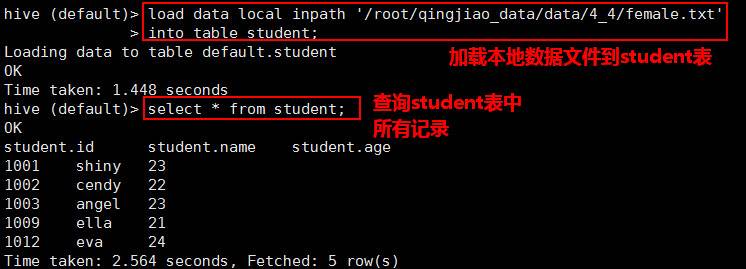 hive (default)> load data local inpath '/root/qingjiao_data/data/4_4/female.txt'
> into table student;
Loading data to table default.student
加载本地数据文件到student表
OK
Time taken: 1.448 seconds
hive (default)> select * from student;
查询student表中
所有记录
OK
student.id student.name student.age
1001 shiny 23
1002 cendy 22
1003 angel 23
1009 ella 21
1012 eva 24
Time taken: 2.564 seconds, Fetched: 5 row(s)